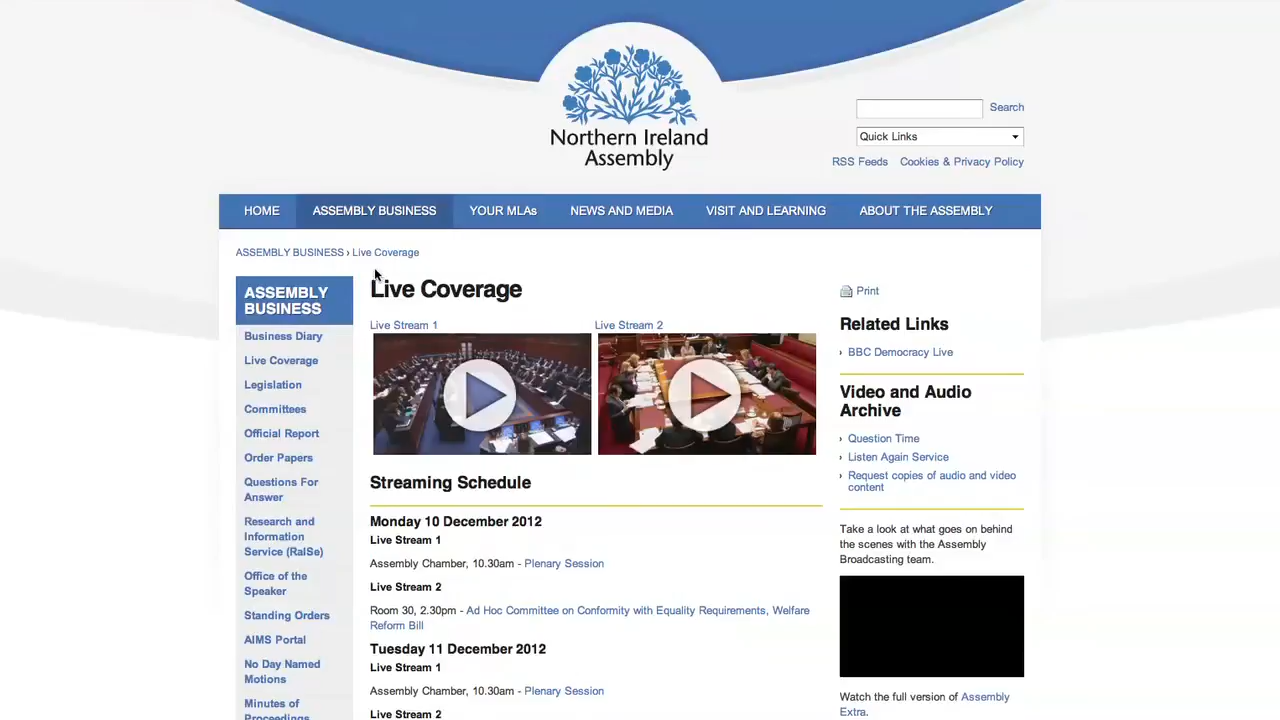 Northern Ireland
Assembly
Search
Quick Links
RSS Feeds Cookies & Privacy Policy
HOME ASSEMBLY BUSINESS YOUR MLAs NEWS AND MEDIA VISIT AND LEARNING ABOUT THE ASSEMBLY
ASSEMBLY BUSINESS › Live Coverage
ASSEMBLY
BUSINESS
Business Diary
Live Coverage
Legislation
Committees
Official Report
Order Papers
Questions For
Answer
Research and
Information
Service (RaISe)
Office of the
Speaker
Standing Orders
AIMS Portal
No Day Named
Motions
Minutes of
Proceedings
Live Coverage
Live Stream 1 Live Stream 2
Streaming Schedule
Monday 10 December 2012
Live Stream 1
Assembly Chamber, 10.30am - Plenary Session
Live Stream 2
Room 30, 2.30pm - Ad Hoc Committee on Conformity with Equality Requirements, Welfare
Reform Bill
Tuesday 11 December 2012
Live Stream 1
Assembly Chamber, 10.30am - Plenary Session
Live Stream 2
Print
Related Links
› BBC Democracy Live
Video and Audio
Archive
› Question Time
› Listen Again Service
› Request copies of audio and video
content
Take a look at what goes on behind
the scenes with the Assembly
Broadcasting team.
Watch the full version of Assembly
Extra.